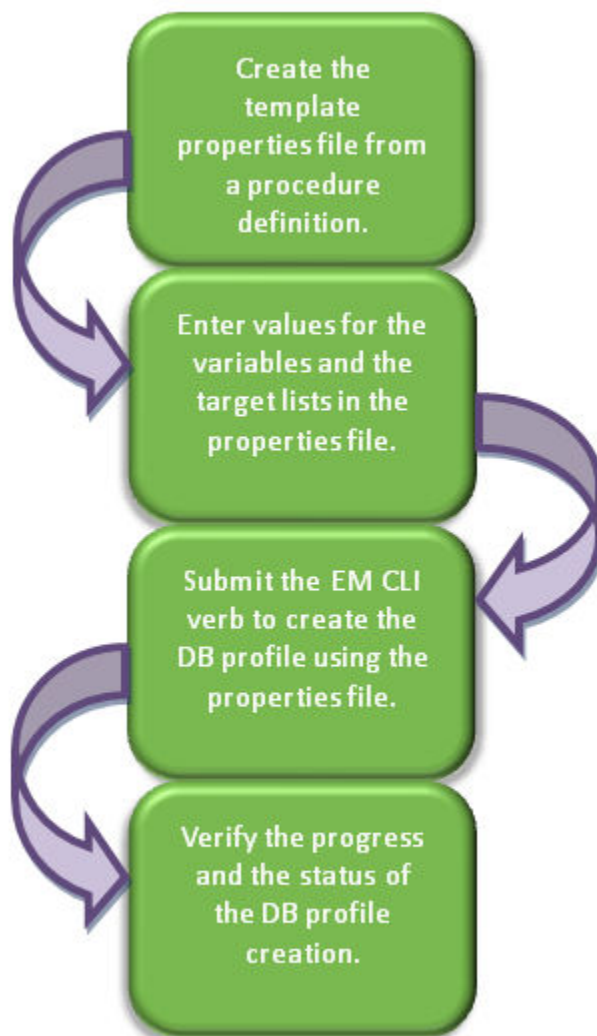 Create the
template
properties file from
a procedure
definition.
Enter values for the
variables and the
target lists in the
properties file.
Submit the EM CLI
verb to create the
DB profile using the
properties file.
Verify the progress
and the status of
the DB profile
creation.